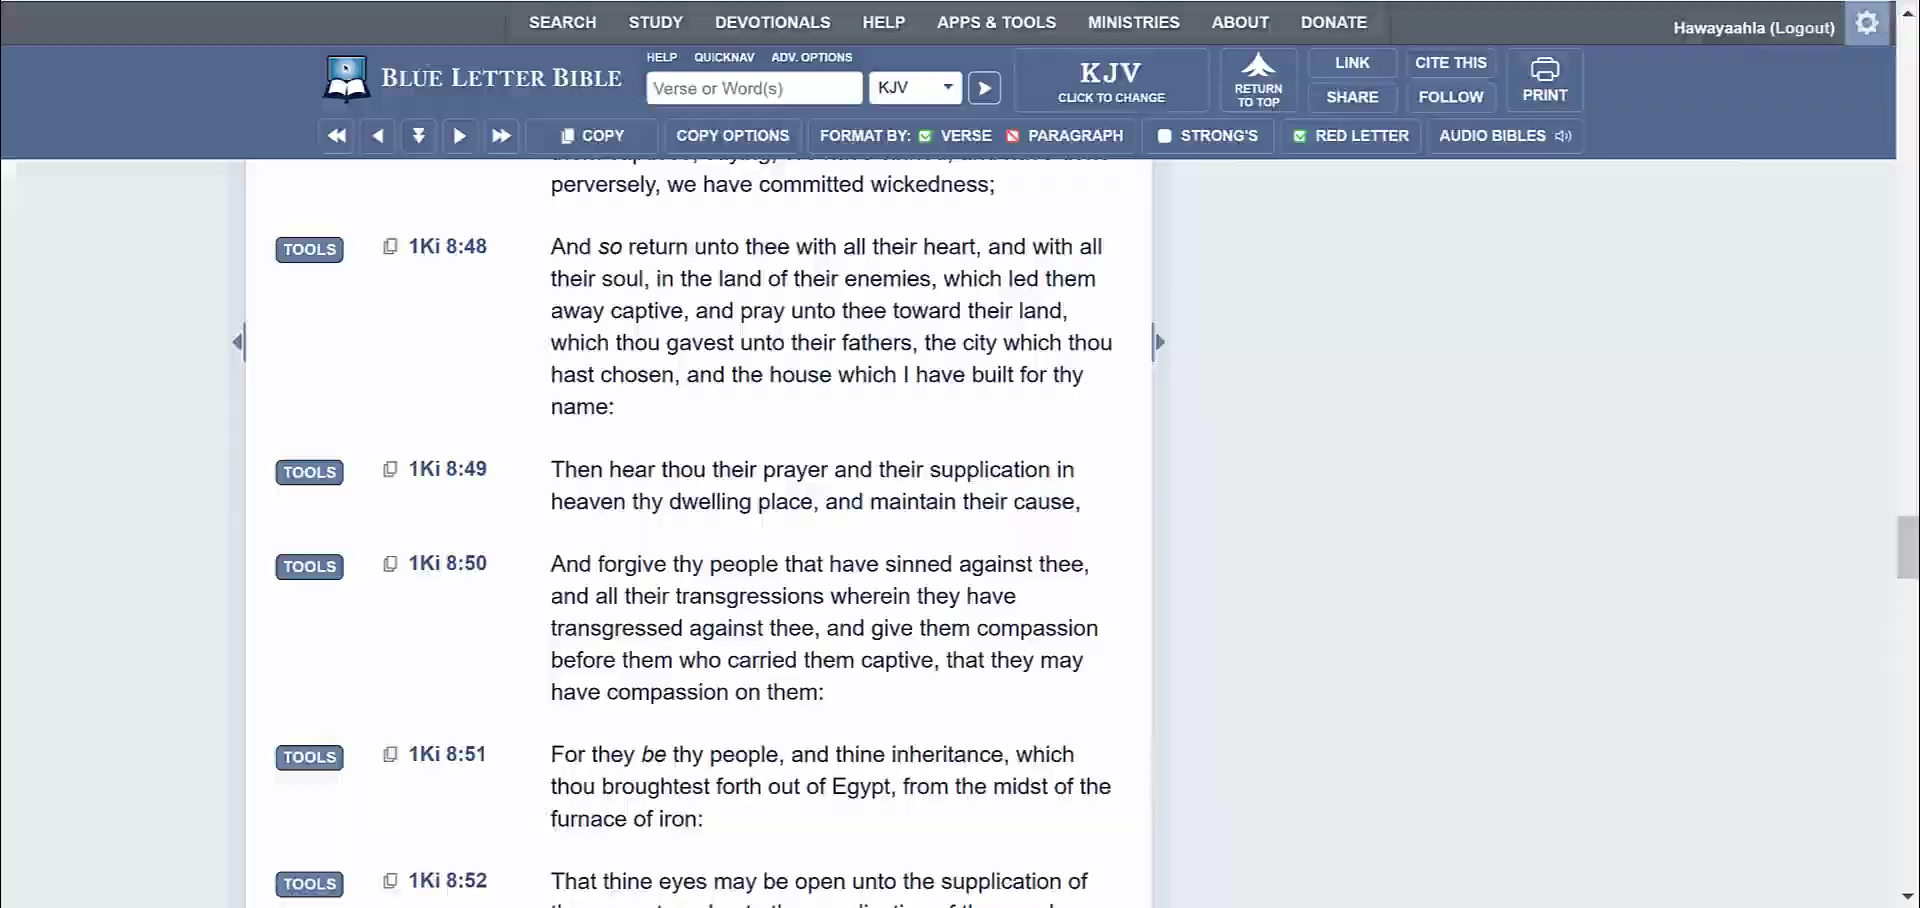 SEARCH STUDY DEVOTIONALS HELP APPS & TOOLS MINISTRIES ABOUT DONATE
Hawayaahla (Logout)
BLUE LETTER BIBLE
HELP QUICKNAV ADV. OPTIONS
Verse or Word(s) KJV
KJV
CLICK TO CHANGE
RETURN
TO TOP
LINK CITE THIS
SHARE FOLLOW
PRINT
COPY COPY OPTIONS FORMAT BY: VERSE PARAGRAPH STRONG'S RED LETTER AUDIO BIBLES
perversely, we have committed wickedness;
TOOLS 1Ki 8:48 And so return unto thee with all their heart, and with all
their soul, in the land of their enemies, which led them
away captive, and pray unto thee toward their land,
which thou gavest unto their fathers, the city which thou
hast chosen, and the house which I have built for thy
name:
TOOLS 1Ki 8:49 Then hear thou their prayer and their supplication in
heaven thy dwelling place, and maintain their cause,
TOOLS 1Ki 8:50 And forgive thy people that have sinned against thee,
and all their transgressions wherein they have
transgressed against thee, and give them compassion
before them who carried them captive, that they may
have compassion on them:
TOOLS 1Ki 8:51 For they be thy people, and thine inheritance, which
thou broughtest forth out of Egypt, from the midst of the
furnace of iron:
TOOLS 1Ki 8:52 That thine eyes may be open unto the supplication of